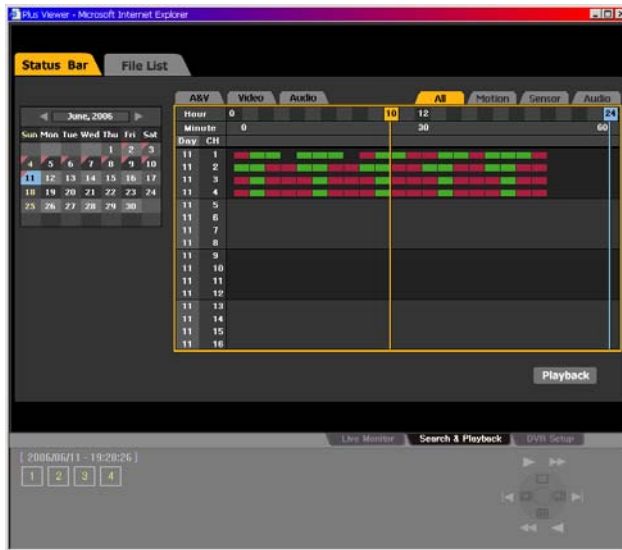 Plus Viewer - Microsoft Internet Explorer
Status Bar File List
A&V Video Audio All Motion Sensor Audio
June, 2006
Hour 0 10 12 24
Minute 0 30 60
Sun Mon Tue Wed Thu Fri Sat
Day CH
1 2 3
4 5 6 7 8 9 10
11 12 13 14 15 16 17
18 19 20 21 22 23 24
25 26 27 28 29 30
11 1
11 2
11 3
11 4
11 5
11 6
11 7
11 8
11 9
11 10
11 11
11 12
11 13
11 14
11 15
11 16
Playback
Live Monitor Search & Playback DVR Setup
[ 2006/06/11 - 19:20:26 ]
1 2 3 4